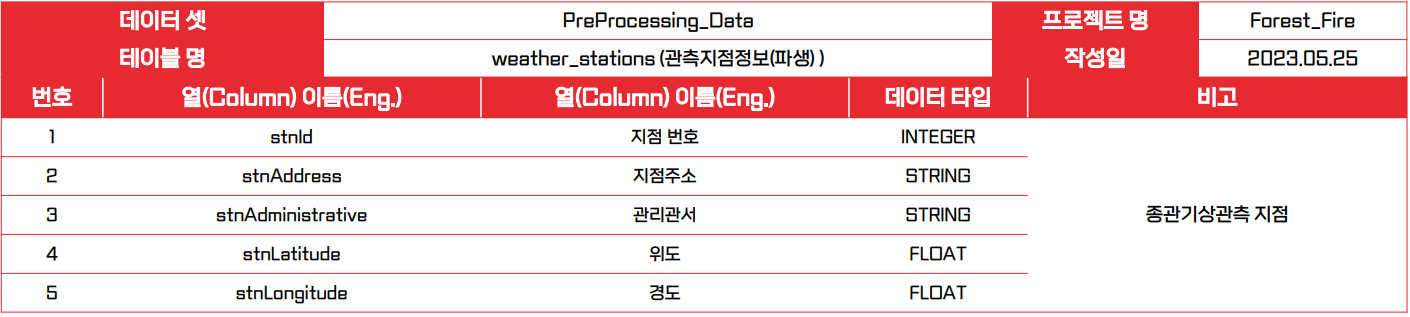 데이터 셋 PreProcessing_Data 프로젝트 명 Forest_Fire
테이블 명 weather_stations (관측지점정보(파생) ) 작성일 2023.05.25
번호 열(Column) 이름(Eng.) 열(Column) 이름(Eng.) 데이터 타입 비고
1 stnId 지점 번호 INTEGER
2 stnAddress 지점주소 STRING
3 stnAdministrative 관리관서 STRING 종관기상관측 지점
4 stnLatitude 위도 FLOAT
5 stnLongitude 경도 FLOAT